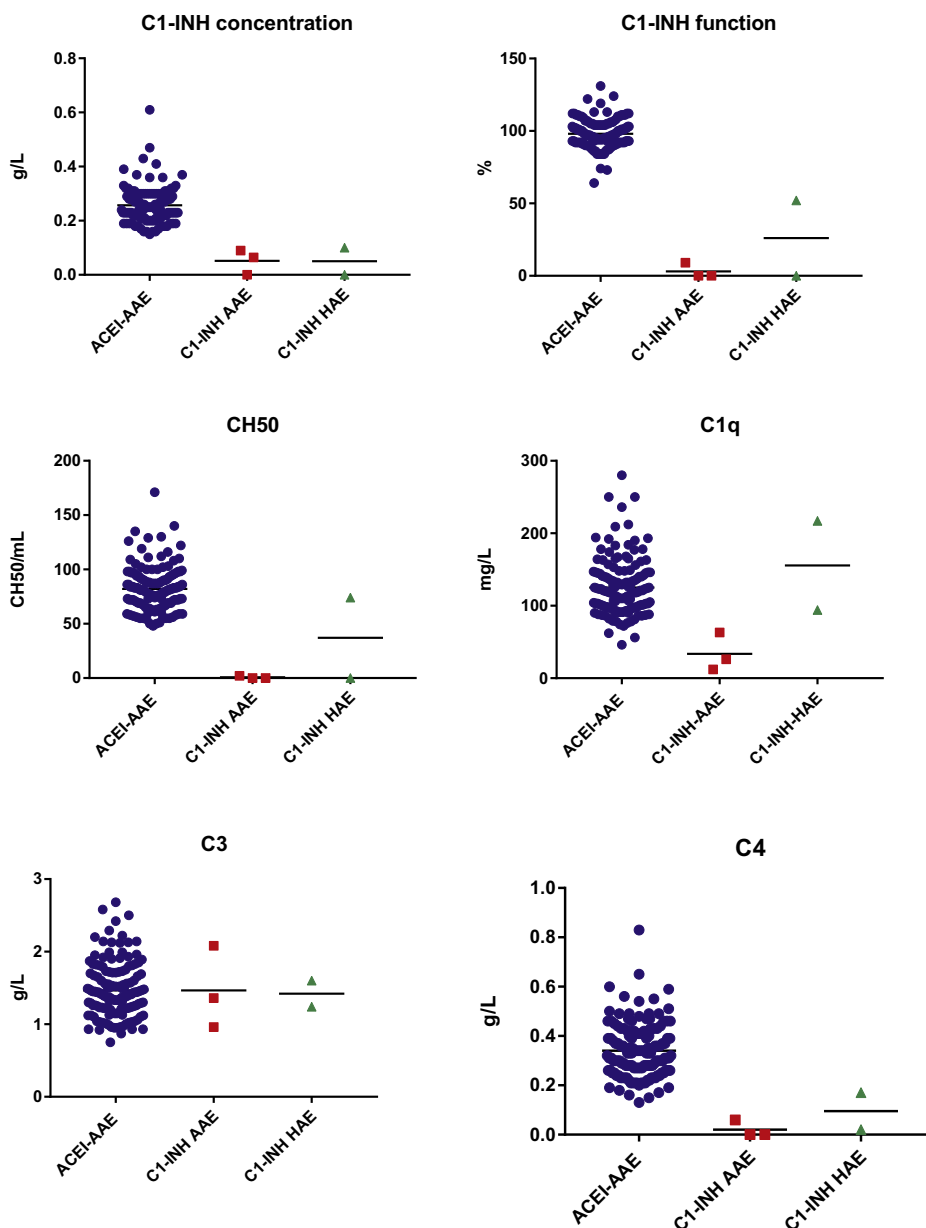 C1-INH concentration
0.8
0.6
0.4
0.2
0.0
g/L
ACEI-AAE
C1-INH AAE
C1-INH HAE
C1-INH function
150
100
50
0
%
ACEI-AAE
C1-INH AAE
C1-INH HAE
CH50
200
150
100
50
0
CH50/mL
ACEI-AAE
C1-INH AAE
C1-INH HAE
C1q
300
200
100
0
mg/L
ACEI-AAE
C1-INH-AAE
C1-INH-HAE
C3
3
2
1
0
g/L
ACEI-AAE
C1-INH AAE
C1-INH HAE
C4
1.0
0.8
0.6
0.4
0.2
0.0
g/L
ACEI-AAE
C1-INH AAE
C1-INH HAE